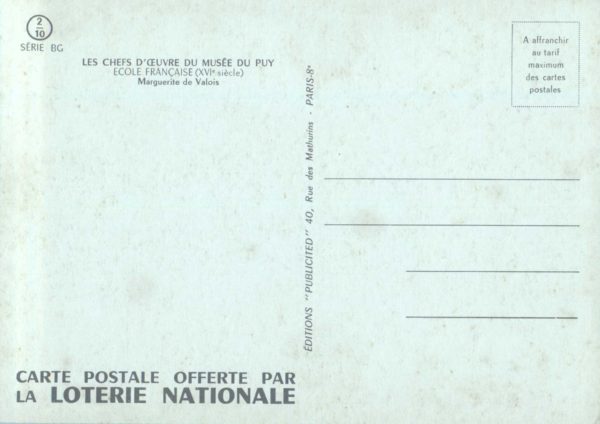 2
10
SÉRIE BG
LES CHEFS D'ŒUVRE DU MUSÉE DU PUY
ECOLE FRANÇAISE (XVIe siècle)
Marguerite de Valois
A affranchir
au tarif
maximum
des cartes
postales
ÉDITIONS "PUBLICITED" 40, Rue des Mathurins - PARIS-8e
CARTE POSTALE OFFERTE PAR
LA LOTERIE NATIONALE